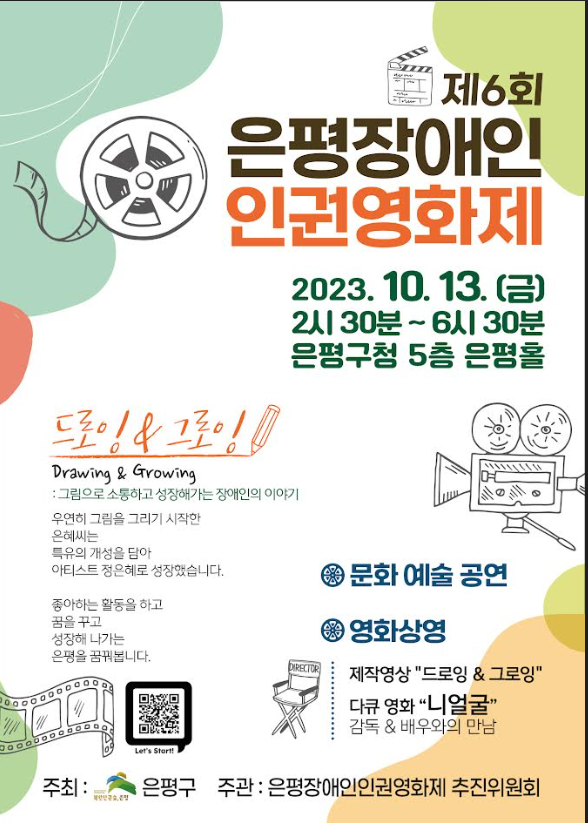 제6회
은평장애인
인권영화제
2023. 10. 13. (금)
2시 30분 ~ 6시 30분
은평구청 5층 은평홀
드로잉 & 그로잉
Drawing & Growing
: 그림으로 소통하고 성장해가는 장애인의 이야기
우연히 그림을 그리기 시작한
은혜씨는
특유의 개성을 담아
아티스트 정은혜로 성장했습니다.
좋아하는 활동을 하고
꿈을 꾸고
성장해 나가는
은평을 꿈꿔봅니다.
문화 예술 공연
영화상영
DIRECTOR
제작영상 "드로잉 & 그로잉"
다큐 영화 “니얼굴”
감독 & 배우와의 만남
Let's Start!
주최 : 은평구 주관 : 은평장애인인권영화제 추진위원회